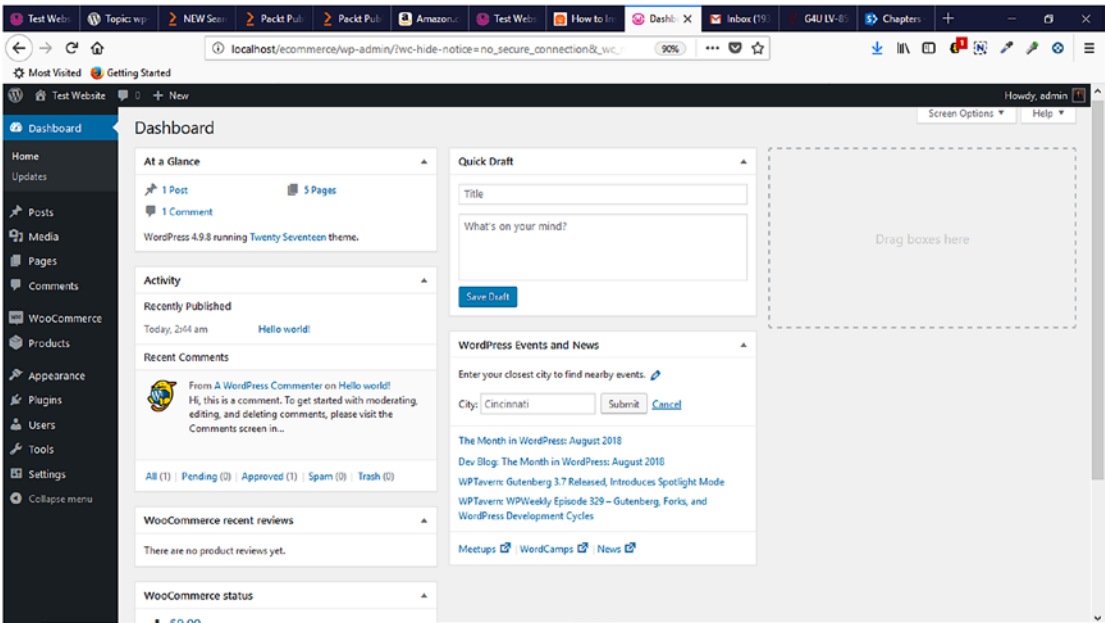 Test Webs
Topic: wp-
NEW Sear
Packt Pub
Packt Pub
Amazon.c
Test Webs
How to In
Dashb
Inbox (193
G4U LV-85
Chapters -
localhost/ecommerce/wp-admin/?wc-hide-notice=no_secure_connection&_wc_n
90%
Most Visited
Getting Started
Test Website
0
+ New
Howdy, admin
Screen Options
Help
Dashboard
Home
Updates
Posts
Media
Pages
Comments
WooCommerce
Products
Appearance
Plugins
Users
Tools
Settings
Collapse menu
Dashboard
At a Glance
1 Post
5 Pages
1 Comment
WordPress 4.9.8 running Twenty Seventeen theme.
Activity
Recently Published
Today, 2:44 am
Hello world!
Recent Comments
From A WordPress Commenter on Hello world!
Hi, this is a comment. To get started with moderating,
editing, and deleting comments, please visit the
Comments screen in...
All (1) | Pending (0) | Approved (1) | Spam (0) | Trash (0)
WooCommerce recent reviews
There are no product reviews yet.
WooCommerce status
$0.00
Quick Draft
Title
What's on your mind?
Save Draft
WordPress Events and News
Enter your closest city to find nearby events.
City: Cincinnati
Submit
Cancel
The Month in WordPress: August 2018
Dev Blog: The Month in WordPress: August 2018
WPTavern: Gutenberg 3.7 Released, Introduces Spotlight Mode
WPTavern: WPWeekly Episode 329 – Gutenberg, Forks, and
WordPress Development Cycles
Meetups | WordCamps | News
Drag boxes here